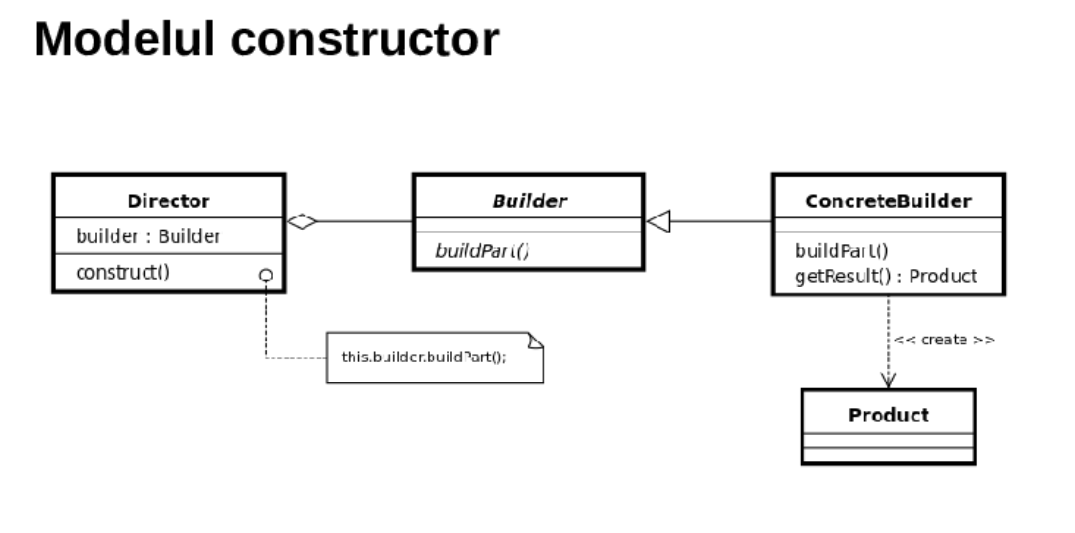 Modelul constructor
Director
builder : Builder
construct()
Builder
buildPart()
ConcreteBuilder
buildPart()
getResult() : Product
this.builder.buildPart();
<< create >>
Product